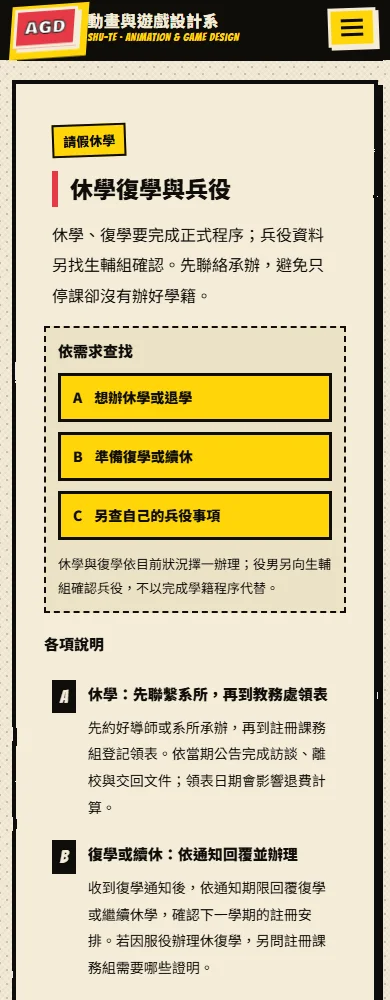 AGD
動畫與遊戲設計系
SHU-TE · ANIMATION & GAME DESIGN
請假休學
休學復學與兵役
休學、復學要完成正式程序；兵役資料
另找生輔組確認。先聯絡承辦，避免只
停課卻沒有辦好學籍。
依需求查找
A 想辦休學或退學
B 準備復學或續休
C 另查自己的兵役事項
休學與復學依目前狀況擇一辦理；役男另向生輔
組確認兵役，不以完成學籍程序代替。
各項說明
A 休學：先聯繫系所，再到教務處領表
先約好導師或系所承辦，再到註冊課務
組登記領表。依當期公告完成訪談、離
校與交回文件；領表日期會影響退費計
算。
B 復學或續休：依通知回覆並辦理
收到復學通知後，依通知期限回覆復學
或繼續休學，確認下一學期的註冊安
排。若因服役辦理休復學，另問註冊課
務組需要哪些證明。